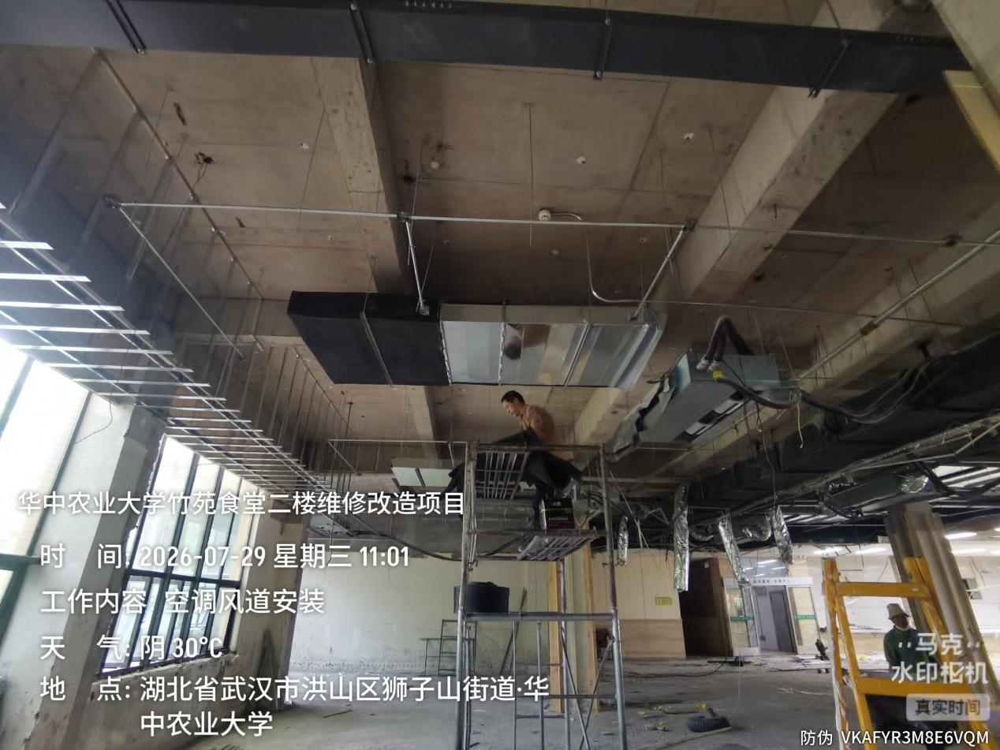 华中农业大学竹苑食堂二楼维修改造项目
时 间: 2026-07-29 星期三 11:01
工作内容: 空调风道安装
天 气: 阴 30℃
地 点: 湖北省武汉市洪山区狮子山街道·华
中农业大学
马克
水印相机
真实时间
防伪 VKAFYR3M8E6VQM